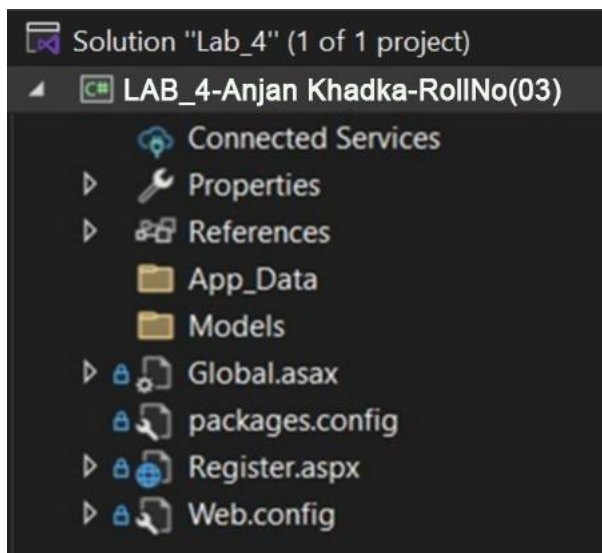 Solution "Lab_4" (1 of 1 project)
C# LAB_4-Anjan Khadka-RollNo(03)
Connected Services
Properties
References
App_Data
Models
Global.asax
packages.config
Register.aspx
Web.config